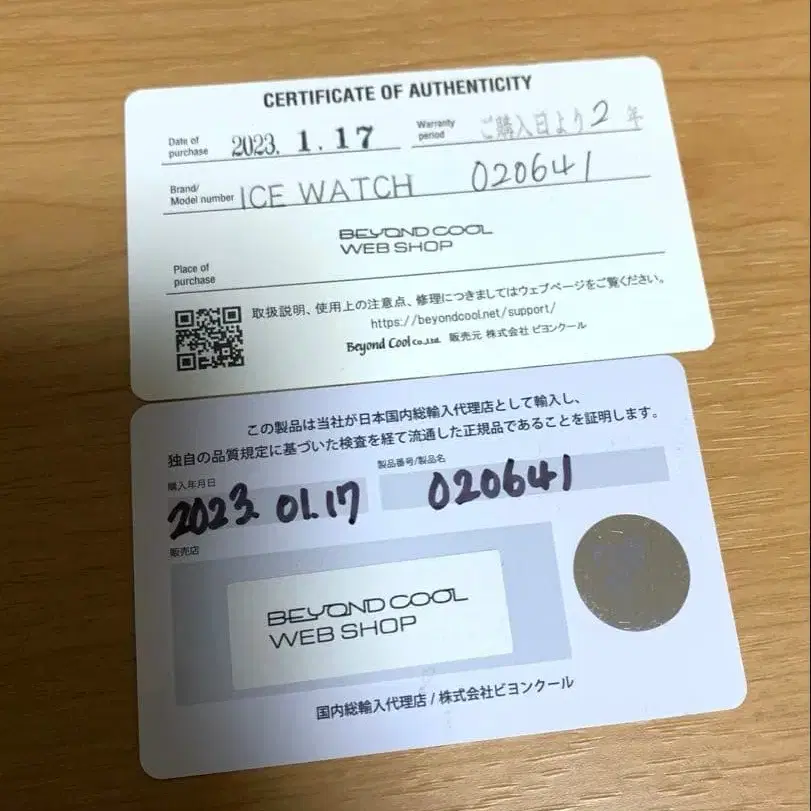 CERTIFICATE OF AUTHENTICITY
Date of purchase 2023. 1.17 Warranty period ご購入日より2年
Brand/ Model number ICE WATCH 020641
BEYOND COOL
WEB SHOP
Place of purchase
取扱説明、使用上の注意点、修理につきましてはウェブページをご覧ください。
https://beyondcool.net/support/
Beyond Cool Co.,Ltd. 販売元 株式会社 ビヨンクール
この製品は当社が日本国内総輸入代理店として輸入し、
独自の品質規定に基づいた検査を経て流通した正規品であることを証明します。
購入年月日 製品番号/製品名
2023. 01.17 020641
販売店
BEYOND COOL
WEB SHOP
国内総輸入代理店 / 株式会社ビヨンクール